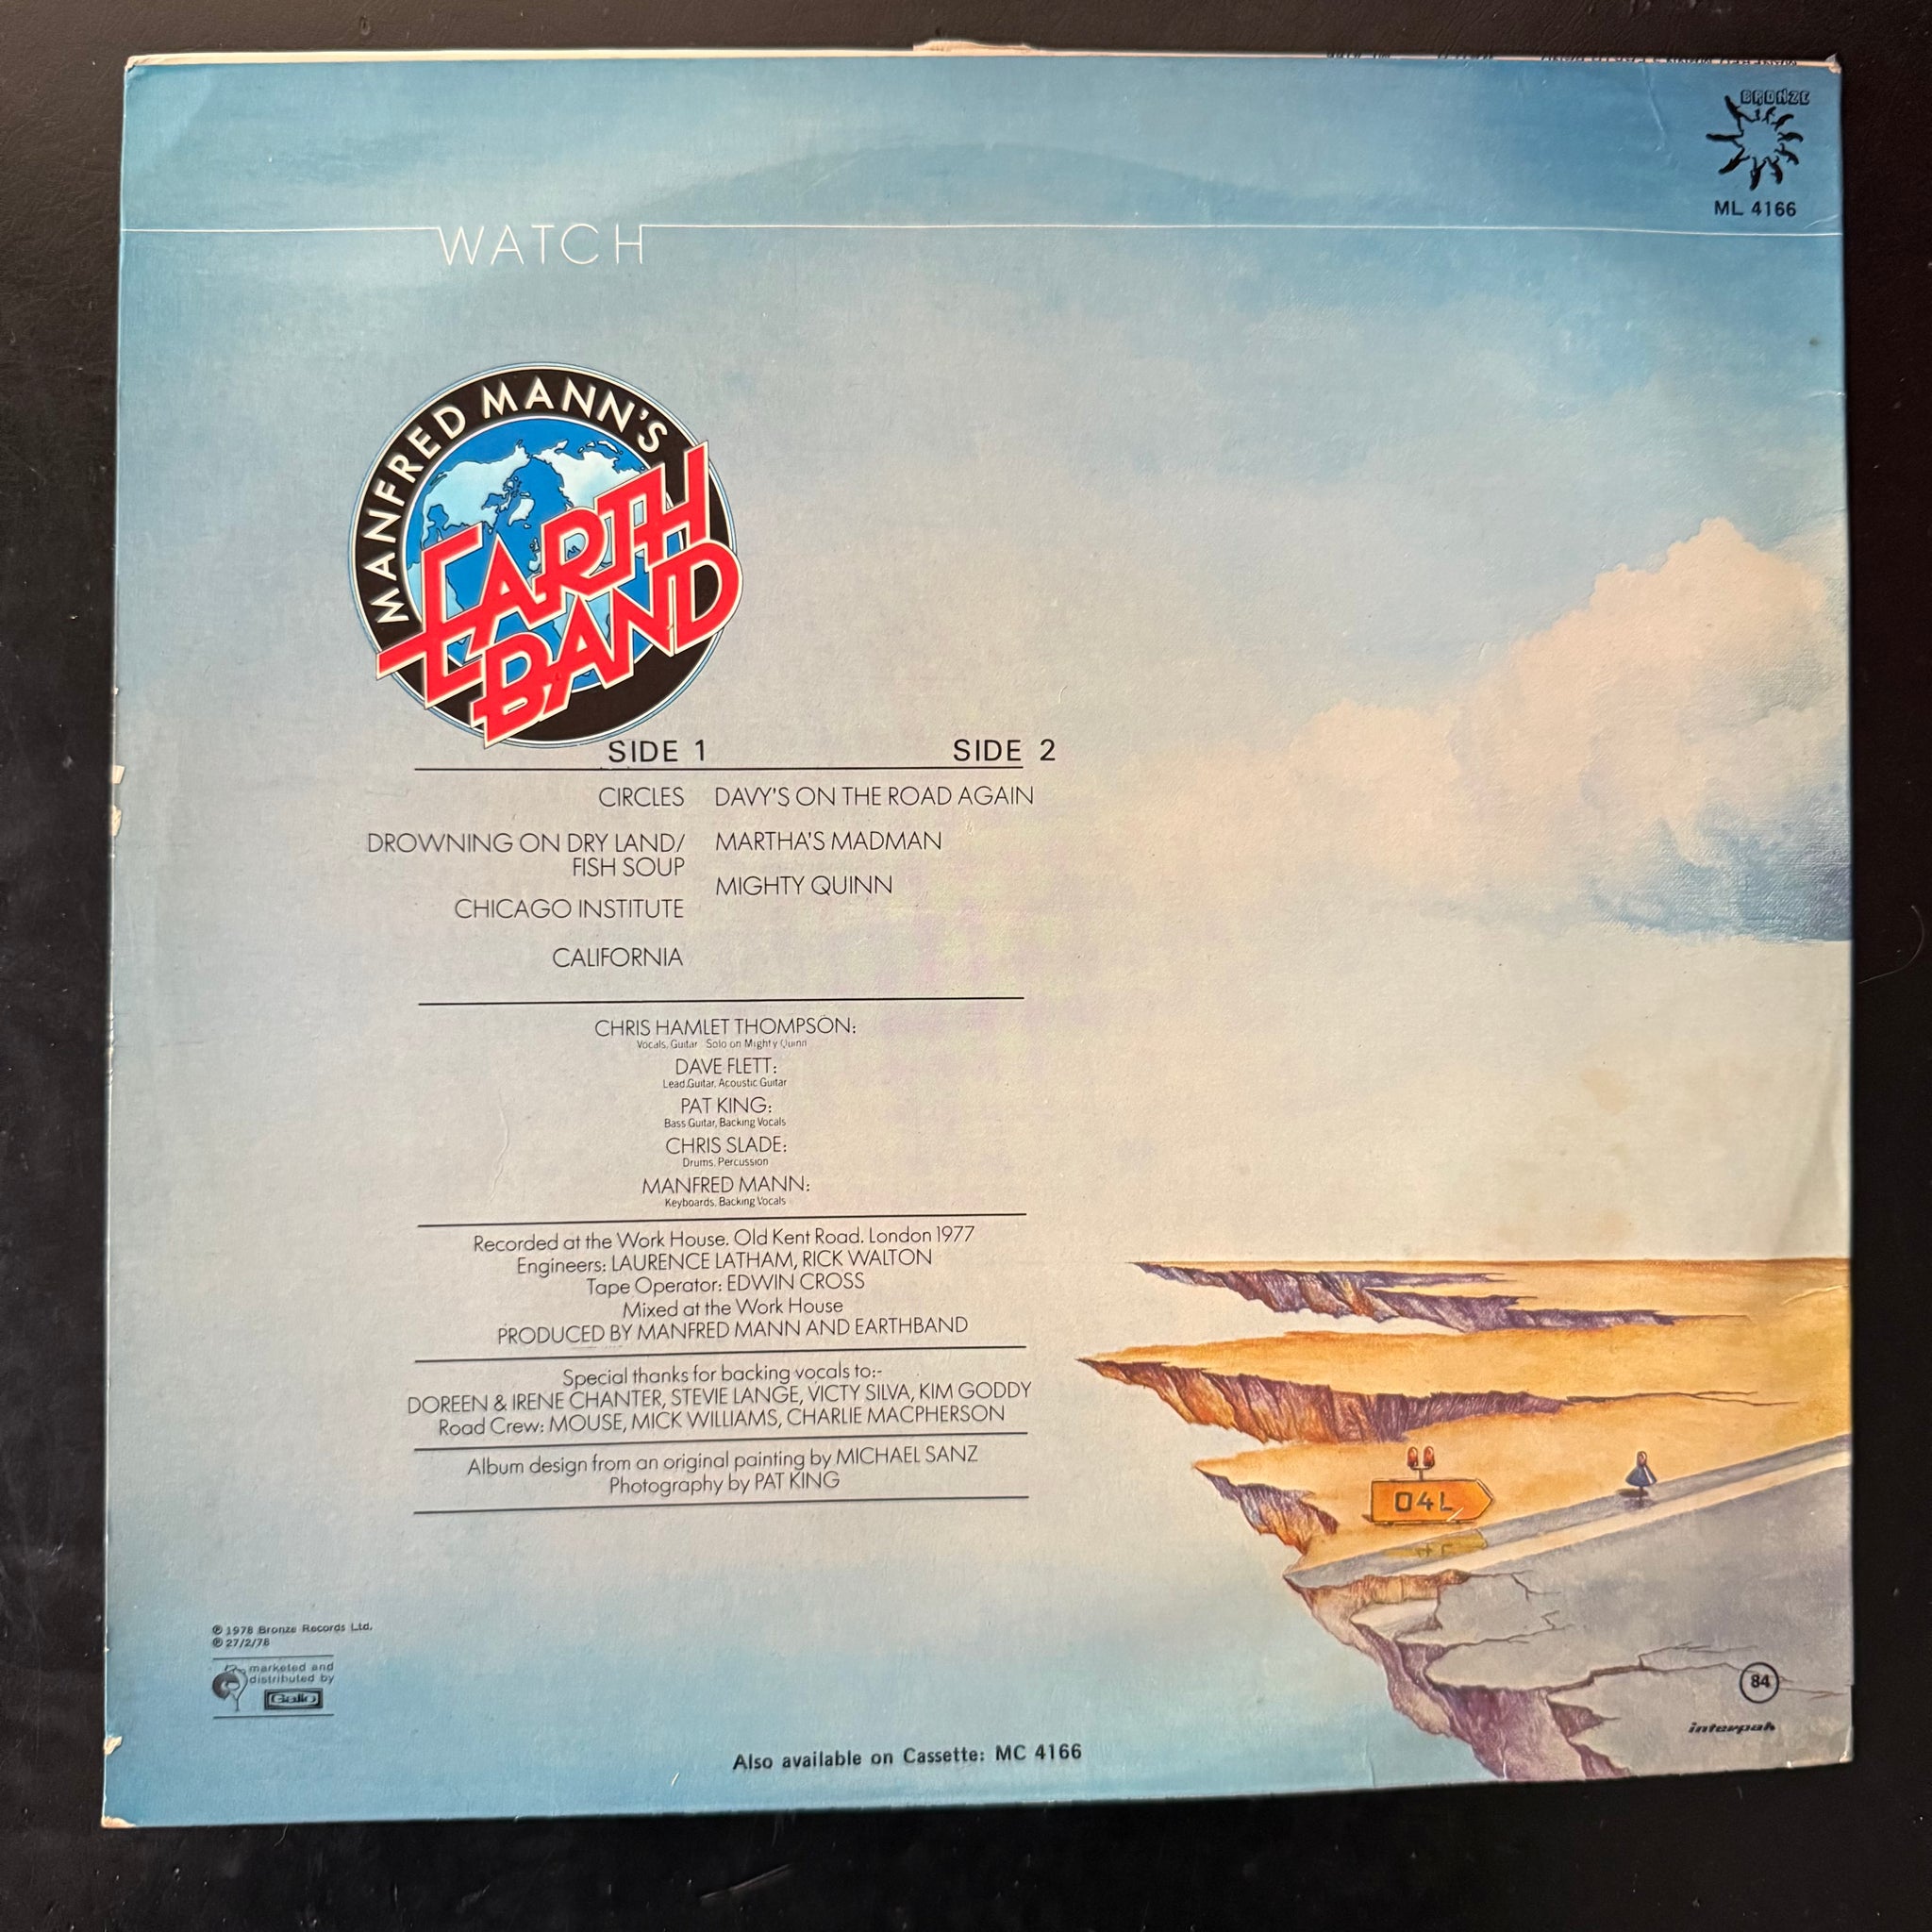 BRONZE
ML 4166
WATCH
MANFRED MANN'S
EARTH
BAND
SIDE 1
CIRCLES
DROWNING ON DRY LAND/
FISH SOUP
CHICAGO INSTITUTE
CALIFORNIA
SIDE 2
DAVY'S ON THE ROAD AGAIN
MARTHA'S MADMAN
MIGHTY QUINN
CHRIS HAMLET THOMPSON:
Vocals, Guitar Solo on Mighty Quinn
DAVE FLETT:
Lead Guitar, Acoustic Guitar
PAT KING:
Bass Guitar, Backing Vocals
CHRIS SLADE:
Drums, Percussion
MANFRED MANN:
Keyboards, Backing Vocals
Recorded at the Work House. Old Kent Road. London 1977
Engineers: LAURENCE LATHAM, RICK WALTON
Tape Operator: EDWIN CROSS
Mixed at the Work House
PRODUCED BY MANFRED MANN AND EARTHBAND
Special thanks for backing vocals to:-
DOREEN & IRENE CHANTER, STEVIE LANGE, VICTY SILVA, KIM GODDY
Road Crew: MOUSE, MICK WILLIAMS, CHARLIE MACPHERSON
Album design from an original painting by MICHAEL SANZ
Photography by PAT KING
04L
℗ 1978 Bronze Records Ltd.
℗ 27/2/78
marketed and
distributed by
Gallo
84
interpak
Also available on Cassette: MC 4166